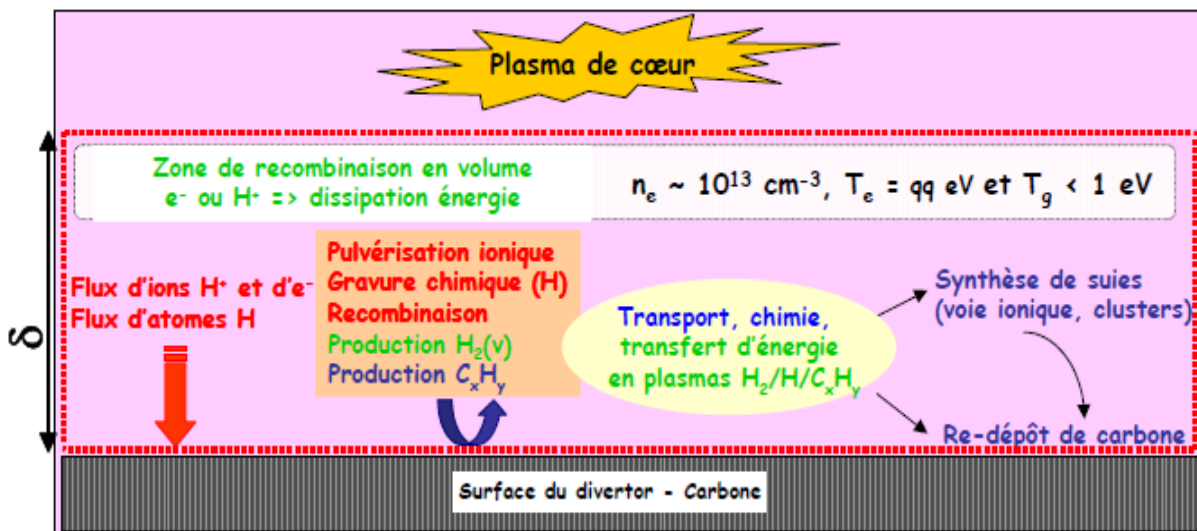 Plasma de cœur
Zone de recombinaison en volume
e⁻ ou H⁺ => dissipation énergie
nₑ ~ 10¹³ cm⁻³, Tₑ = qq eV et T_g < 1 eV
δ
Flux d'ions H⁺ et d'e⁻
Flux d'atomes H
Pulvérisation ionique
Gravure chimique (H)
Recombinaison
Production H₂(v)
Production CₓH_y
Transport, chimie,
transfert d'énergie
en plasmas H₂/H/CₓH_y
Synthèse de suies
(voie ionique, clusters)
Re-dépôt de carbone
Surface du divertor - Carbone